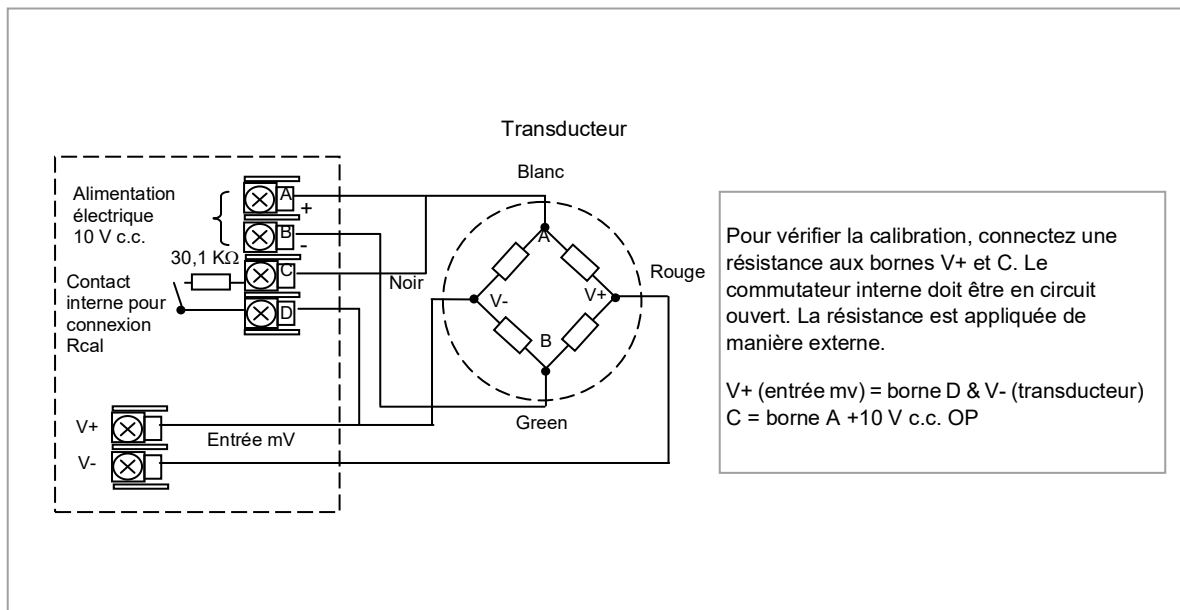 Transducteur
Blanc
Alimentation
électrique
10 V c.c.
A
+
B
-
30,1 KΩ
C
Contact
interne pour
connexion
Rcal
D
Noir
A
Rouge
V-
V+
B
Green
V+
Entrée mV
V-
Pour vérifier la calibration, connectez une
résistance aux bornes V+ et C. Le
commutateur interne doit être en circuit
ouvert. La résistance est appliquée de
manière externe.
V+ (entrée mv) = borne D & V- (transducteur)
C = borne A +10 V c.c. OP